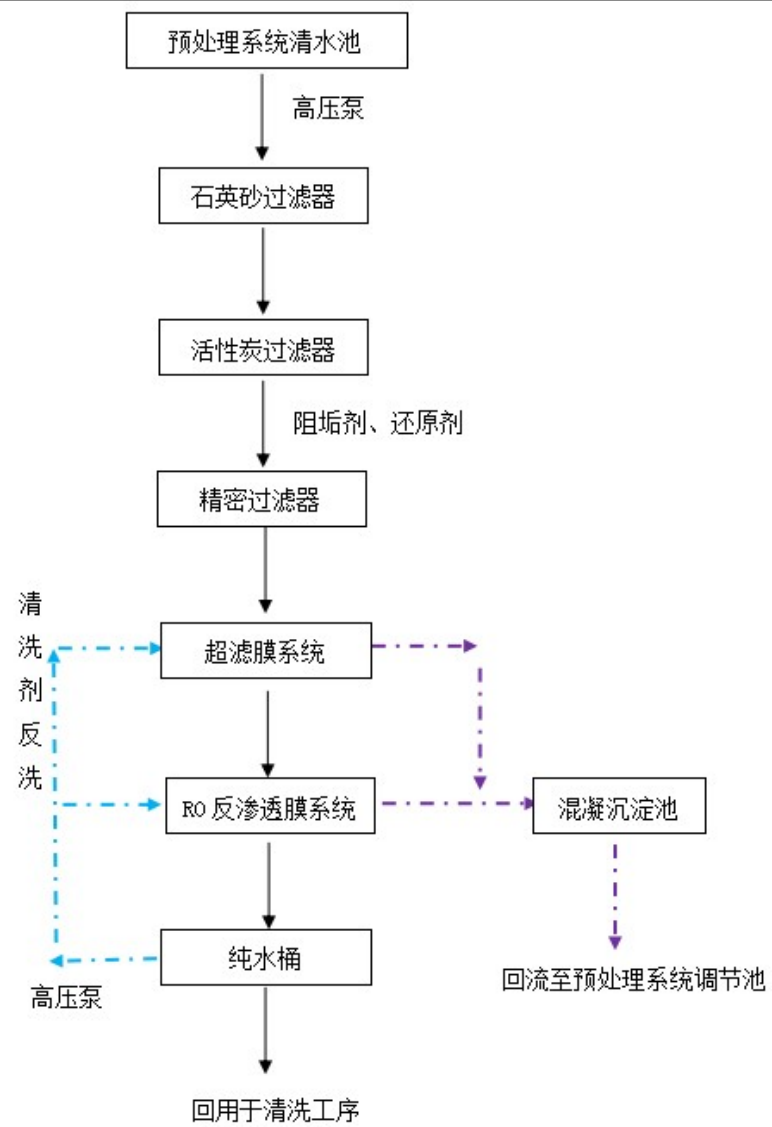 预处理系统清水池
高压泵
石英砂过滤器
活性炭过滤器
阻垢剂、还原剂
精密过滤器
清洗剂反洗
超滤膜系统
RO反渗透膜系统
混凝沉淀池
纯水桶
高压泵
回流至预处理系统调节池
回用于清洗工序